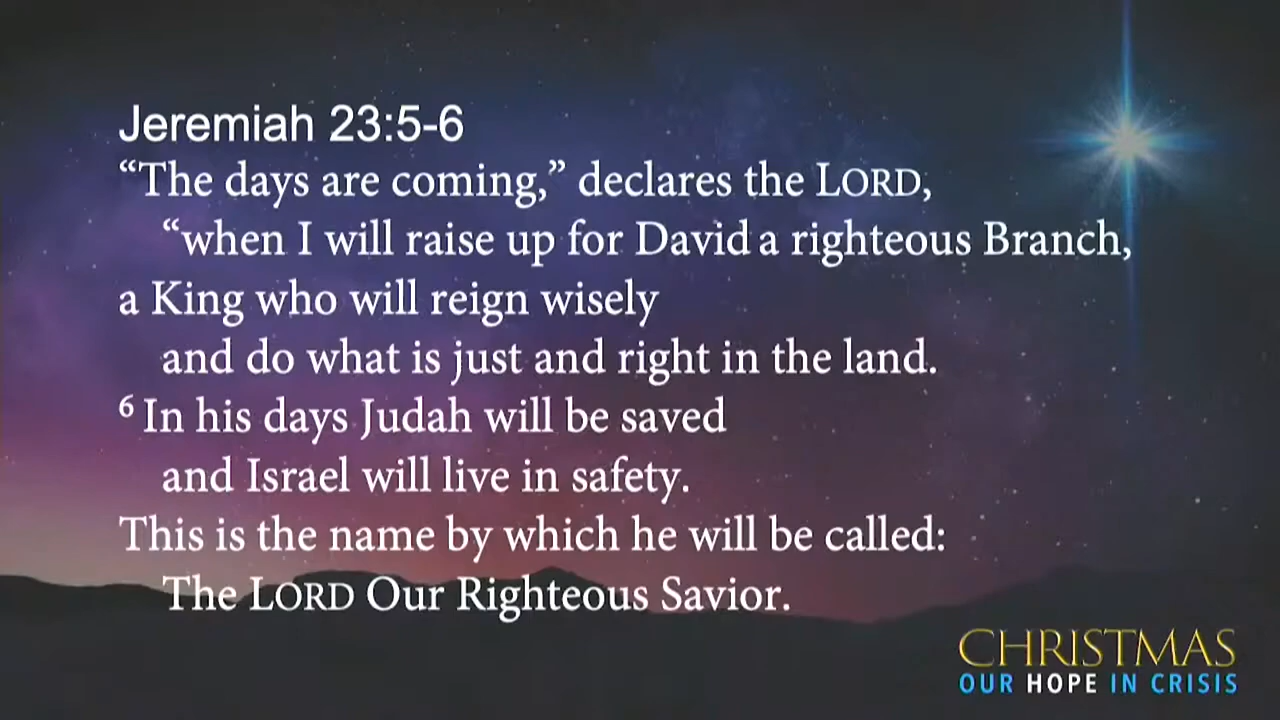 Jeremiah 23:5-6
“The days are coming,” declares the LORD,
“when I will raise up for David a righteous Branch,
a King who will reign wisely
and do what is just and right in the land.
⁶ In his days Judah will be saved
and Israel will live in safety.
This is the name by which he will be called:
The LORD Our Righteous Savior.
CHRISTMAS
OUR HOPE IN CRISIS